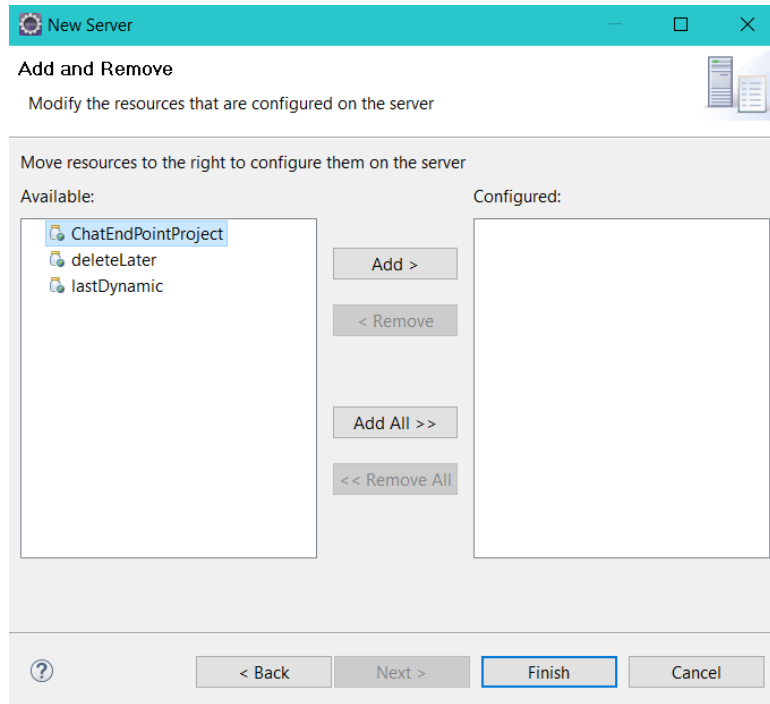 New Server
Add and Remove
Modify the resources that are configured on the server
Move resources to the right to configure them on the server
Available:
Configured:
ChatEndPointProject
deleteLater
lastDynamic
Add >
< Remove
Add All >>
<< Remove All
?
< Back
Next >
Finish
Cancel